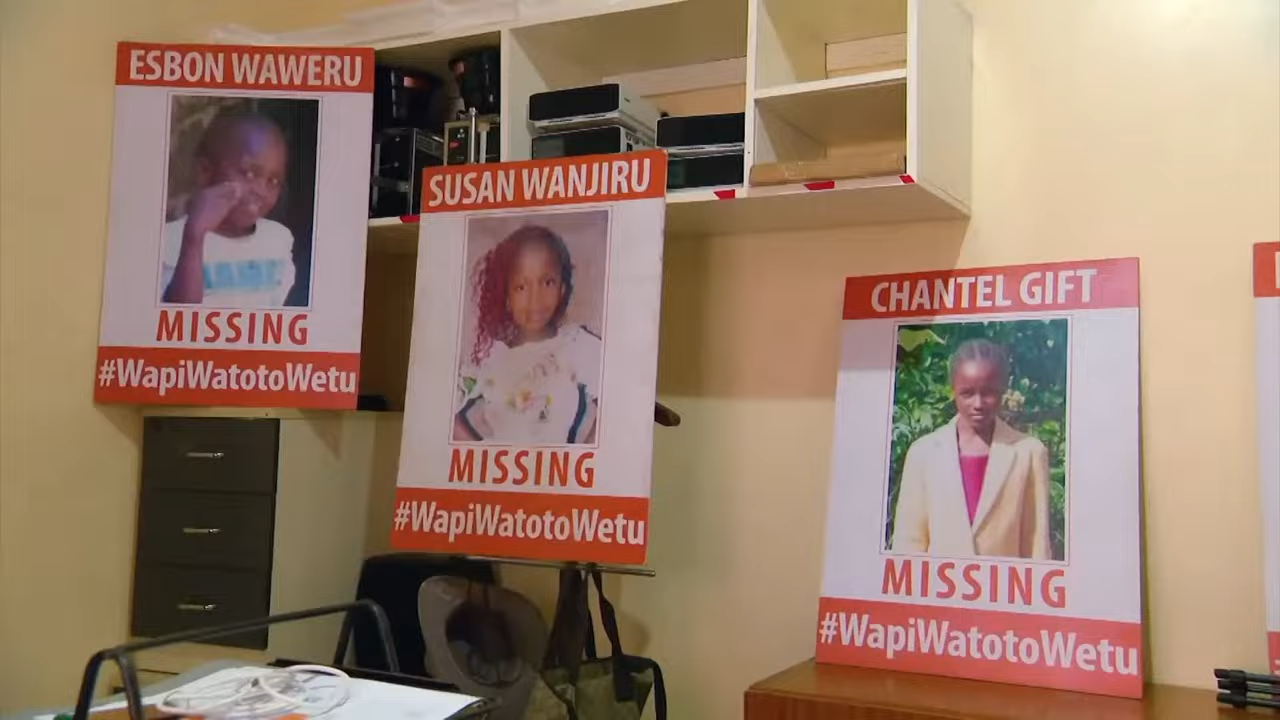 ESBON WAWERU
MISSING
#WapiWatotoWetu
SUSAN WANJIRU
MISSING
#WapiWatotoWetu
CHANTEL GIFT
MISSING
#WapiWatotoWetu